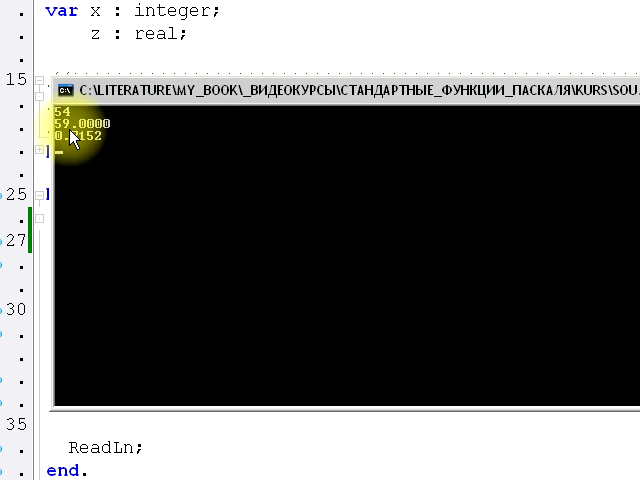 var x : integer;
z : real;
15
C:\LITERATURE\MY_BOOK\_ВИДЕОКУРСЫ\СТАНДАРТНЫЕ_ФУНКЦИИ_ПАСКАЛЯ\KURS\SOU
54
59.0000
25
27
30
35
ReadLn;
end.